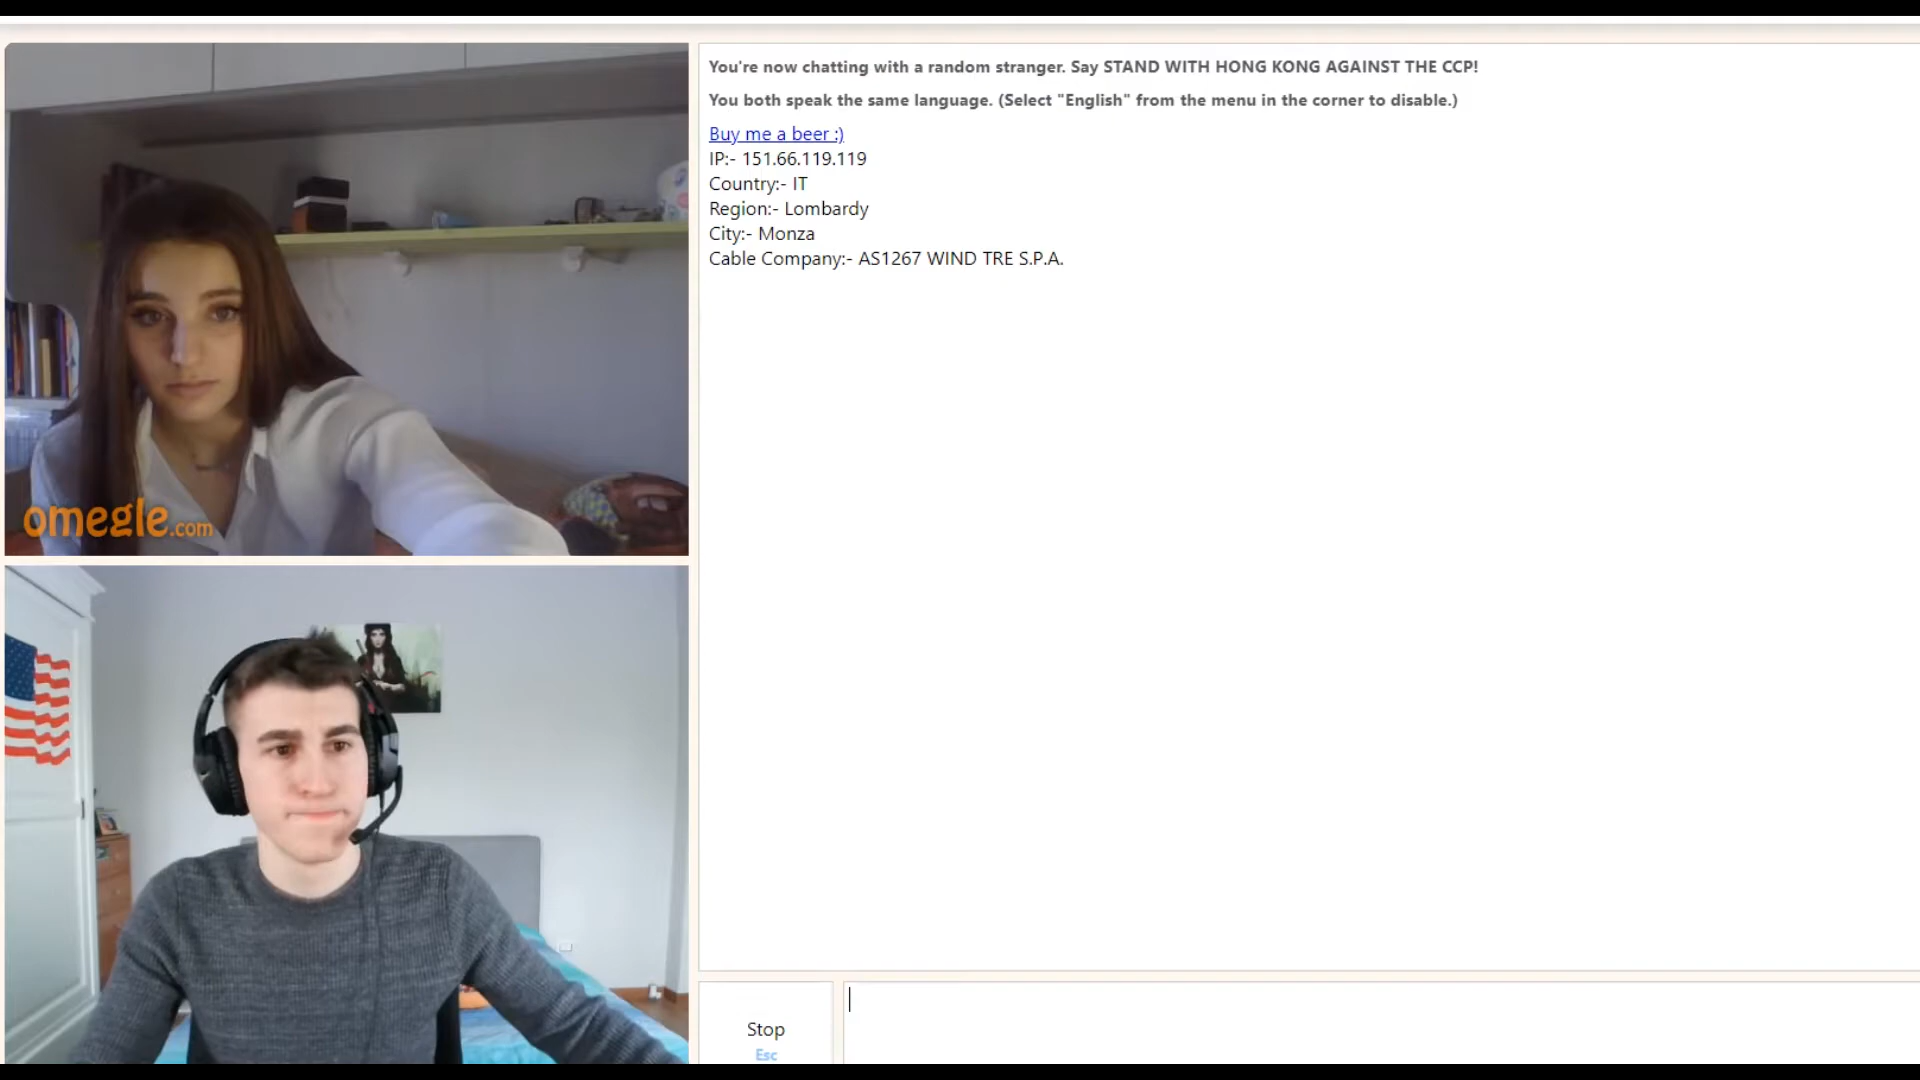 You're now chatting with a random stranger. Say STAND WITH HONG KONG AGAINST THE CCP!
You both speak the same language. (Select "English" from the menu in the corner to disable.)
Buy me a beer :)
IP:- 151.66.119.119
Country:- IT
Region:- Lombardy
City:- Monza
Cable Company:- AS1267 WIND TRE S.P.A.
omegle.com
Stop
Esc